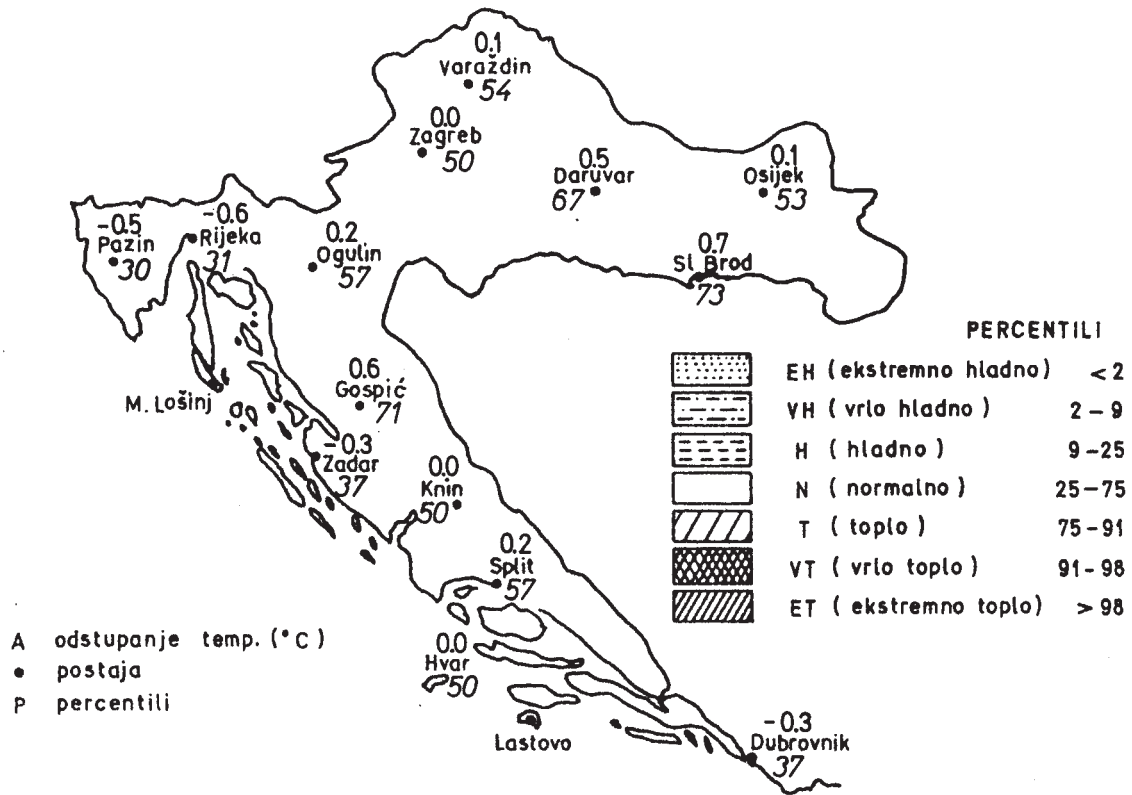 0.1
Varaždin
54
0.0
Zagreb
50
0.5
Daruvar
67
0.1
Osijek
53
-0.5
Pazin
30
-0.6
Rijeka
31
0.2
Ogulin
57
0.7
Sl. Brod
73
0.6
Gospić
71
M. Lošinj
-0.3
Zadar
37
0.0
Knin
50
0.2
Split
57
0.0
Hvar
50
Lastovo
-0.3
Dubrovnik
37
PERCENTILI
EH (ekstremno hladno) < 2
VH (vrlo hladno) 2-9
H (hladno) 9-25
N (normalno) 25-75
T (toplo) 75-91
VT (vrlo toplo) 91-98
ET (ekstremno toplo) > 98
A odstupanje temp. (°C)
• postaja
P percentili